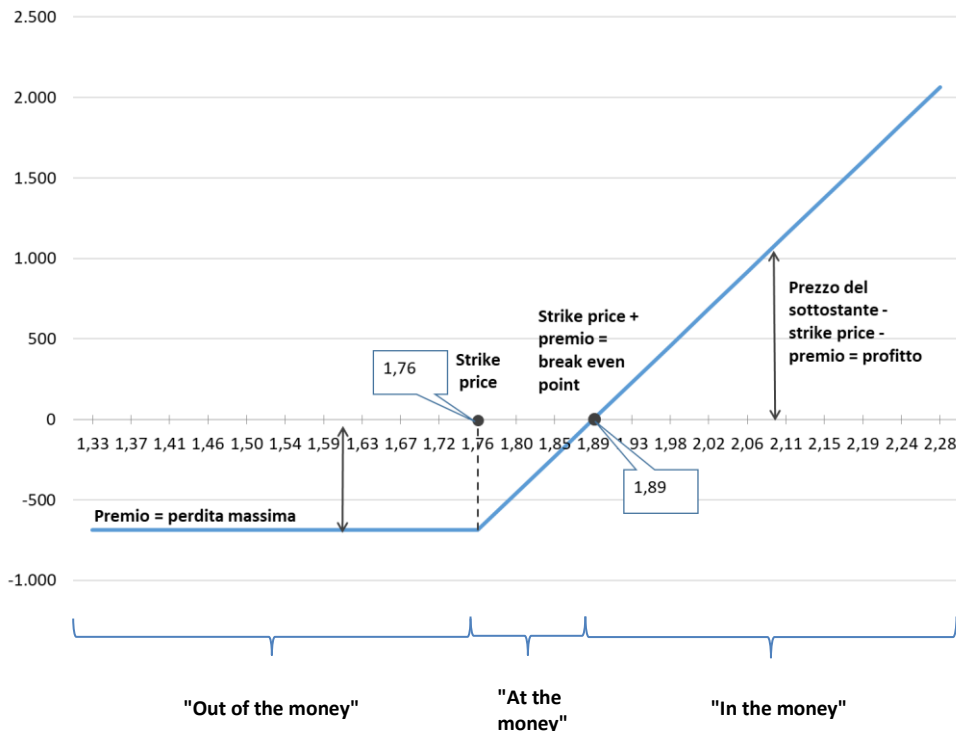 2.500
2.000
1.500
1.000
500
0
-500
-1.000
1,33 1,37 1,41 1,46 1,50 1,54 1,59 1,63 1,67 1,72 1,76 1,80 1,85 1,89 1,93 1,98 2,02 2,06 2,11 2,15 2,19 2,24 2,28
Premio = perdita massima
1,76
Strike
price
Strike price +
premio =
break even
point
1,89
Prezzo del
sottostante -
strike price -
premio = profitto
"Out of the money"
"At the
money"
"In the money"